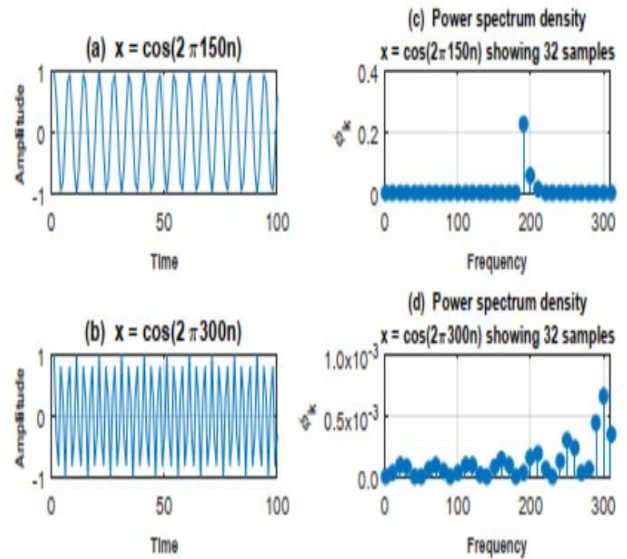 (a) x = cos(2π150n)
Amplitude
1
0
-1
0 50 100
Time
(c) Power spectrum density
x = cos(2π150n) showing 32 samples
ϕik
0.4
0.2
0
0 100 200 300
Frequency
(b) x = cos(2π300n)
Amplitude
1
0
-1
0 50 100
Time
(d) Power spectrum density
x = cos(2π300n) showing 32 samples
ϕik
1.0x10⁻³
0.5x10⁻³
0.0
0 100 200 300
Frequency